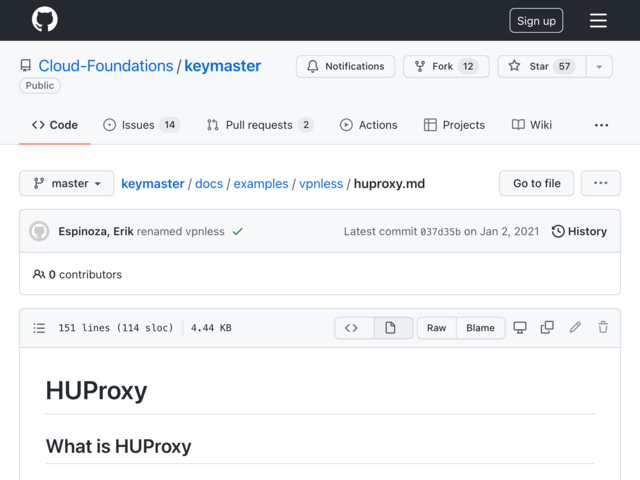 Sign up
Cloud-Foundations / keymaster
Notifications
Fork 12
Star 57
Public
Code
Issues 14
Pull requests 2
Actions
Projects
Wiki
master
keymaster / docs / examples / vpnless / huproxy.md
Go to file
Espinoza, Erik renamed vpnless
Latest commit 037d35b on Jan 2, 2021
History
0 contributors
151 lines (114 sloc) 4.44 KB
Raw
Blame
HUProxy
What is HUProxy